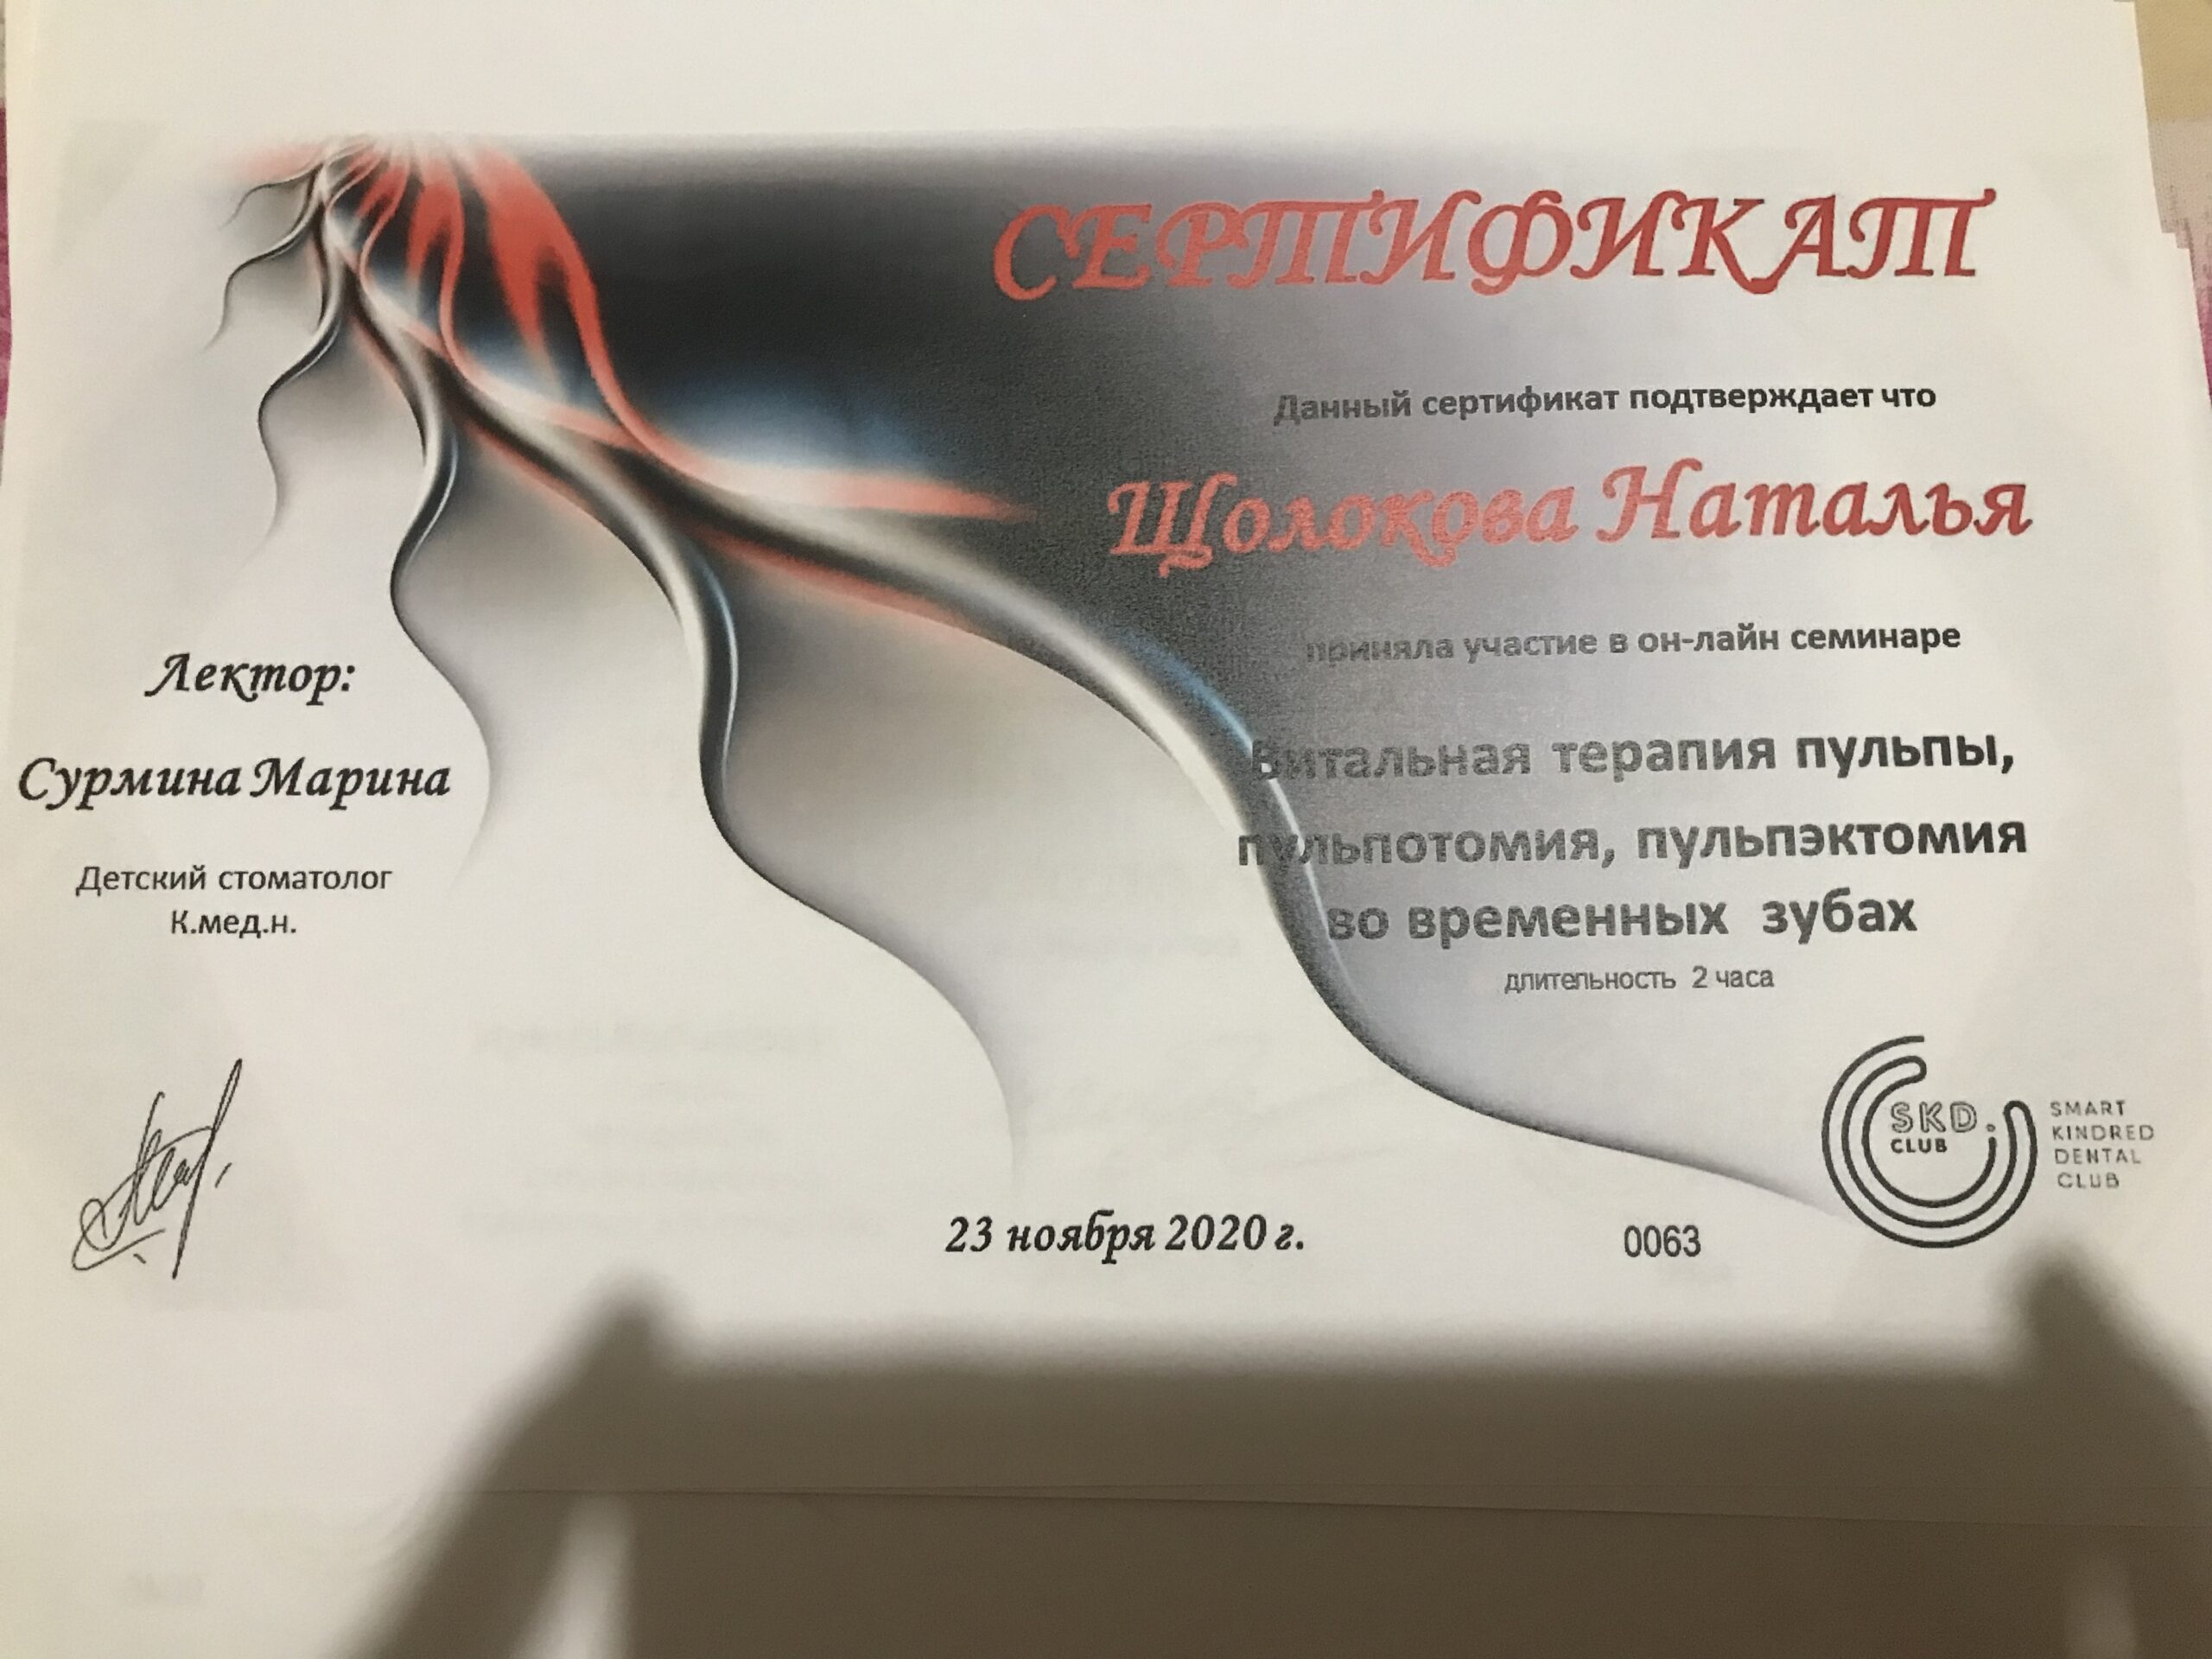 СЕРТИФИКАТ
Данный сертификат подтверждает что
Щолокова Наталья
приняла участие в он-лайн семинаре
Витальная терапия пульпы,
пульпотомия, пульпэктомия
во временных зубах
длительность 2 часа
Лектор:
Сурмина Марина
Детский стоматолог
К.мед.н.
23 ноября 2020 г.
0063
SKD.
CLUB
SMART
KINDRED
DENTAL
CLUB